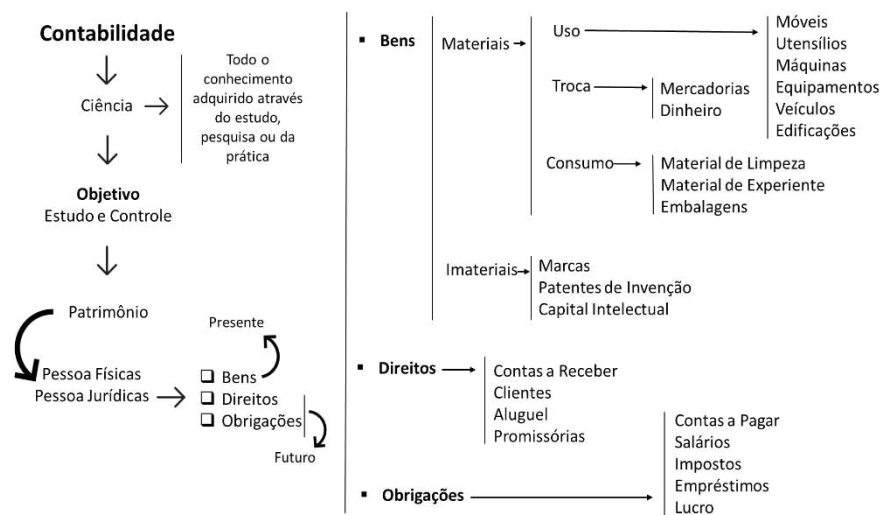 Contabilidade
Ciência
Todo o
conhecimento
adquirido através
do estudo,
pesquisa ou da
prática
Objetivo
Estudo e Controle
Patrimônio
Pessoa Físicas
Pessoa Jurídicas
Presente
Bens
Direitos
Obrigações
Futuro
Bens
Materiais
Uso
Móveis
Utensílios
Máquinas
Equipamentos
Veículos
Edificações
Troca
Mercadorias
Dinheiro
Consumo
Material de Limpeza
Material de Experiente
Embalagens
Imateriais
Marcas
Patentes de Invenção
Capital Intelectual
Direitos
Contas a Receber
Clientes
Aluguel
Promissórias
Obrigações
Contas a Pagar
Salários
Impostos
Empréstimos
Lucro